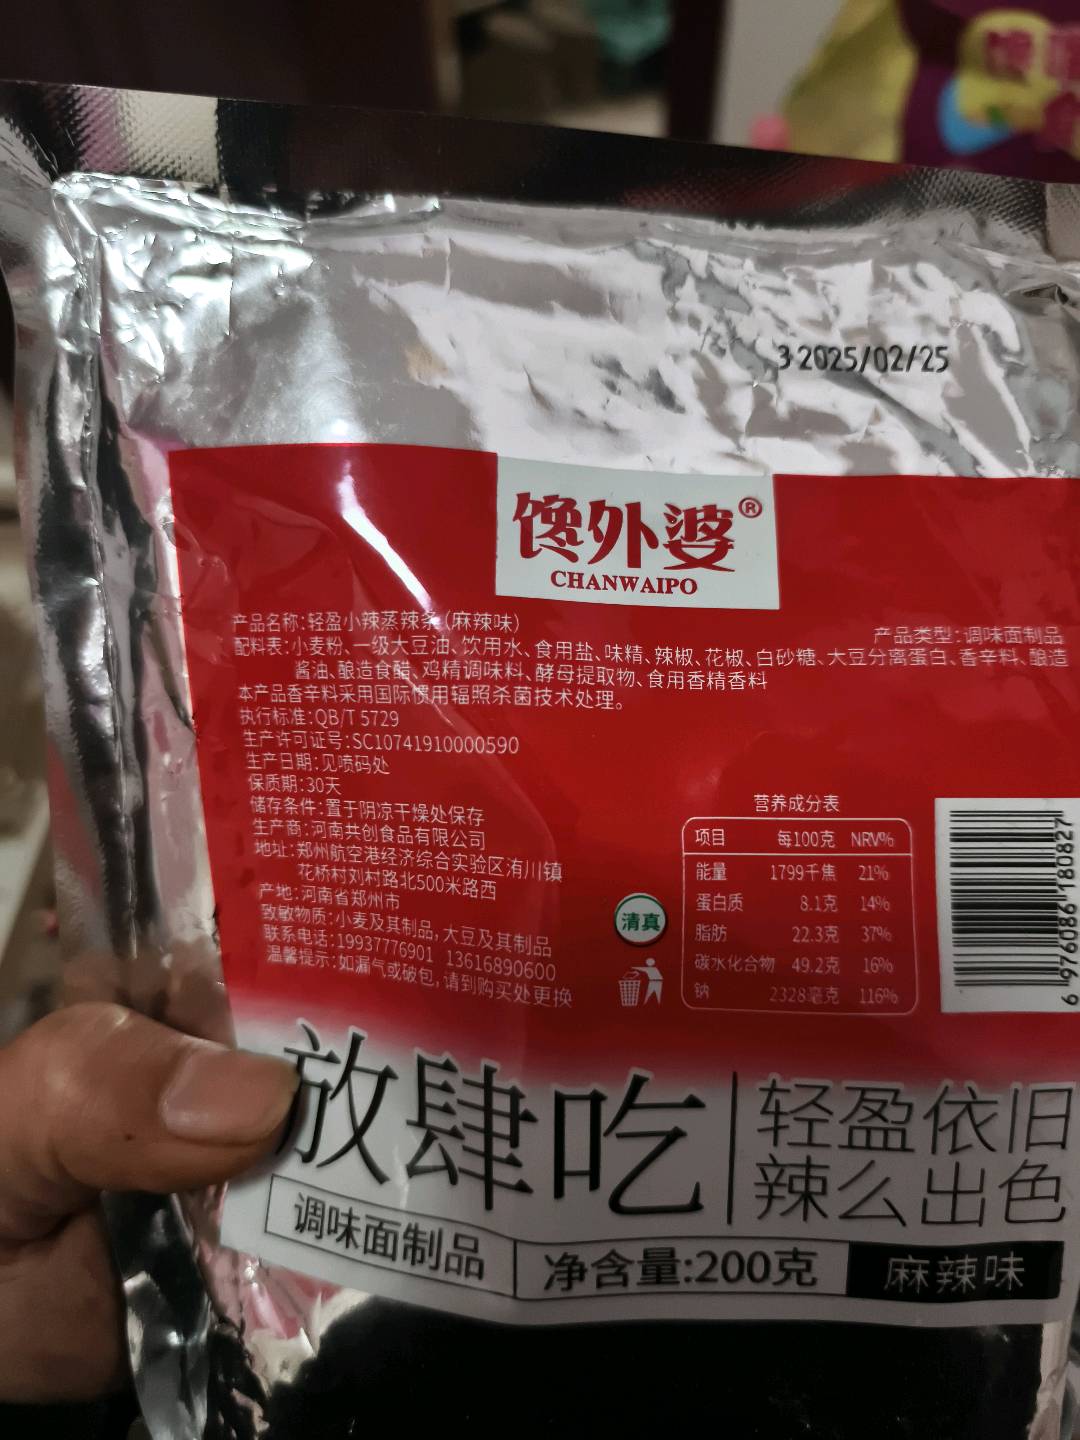 3 2025/02/25
馋外婆®
CHANWAIPO
产品名称:轻盈小辣蒸辣条(麻辣味)
产品类型:调味面制品
配料表:小麦粉、一级大豆油、饮用水、食用盐、味精、辣椒、花椒、白砂糖、大豆分离蛋白、香辛料、酿造
酱油、酿造食醋、鸡精调味料、酵母提取物、食用香精香料
本产品香辛料采用国际惯用辐照杀菌技术处理。
执行标准:QB/T 5729
生产许可证号:SC10741910000590
生产日期:见喷码处
保质期:30天
储存条件:置于阴凉干燥处保存
生产商:河南共创食品有限公司
地址:郑州航空港经济综合实验区洧川镇
花桥村刘村路北500米路西
产地:河南省郑州市
致敏物质:小麦及其制品,大豆及其制品
联系电话:19937776901 13616890600
温馨提示:如漏气或破包,请到购买处更换
清真
营养成分表
项目 每100克 NRV%
能量 1799千焦 21%
蛋白质 8.1克 14%
脂肪 22.3克 37%
碳水化合物 49.2克 16%
钠 2328毫克 116%
6 976086 180827
放肆吃
轻盈依旧
辣么出色
调味面制品
净含量:200克
麻辣味